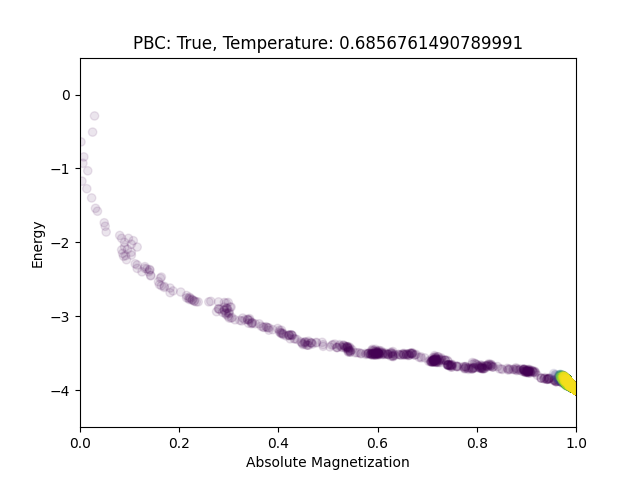 PBC: True, Temperature: 0.6856761490789991
0
−1
−2
−3
−4
Energy
0.0 0.2 0.4 0.6 0.8 1.0
Absolute Magnetization